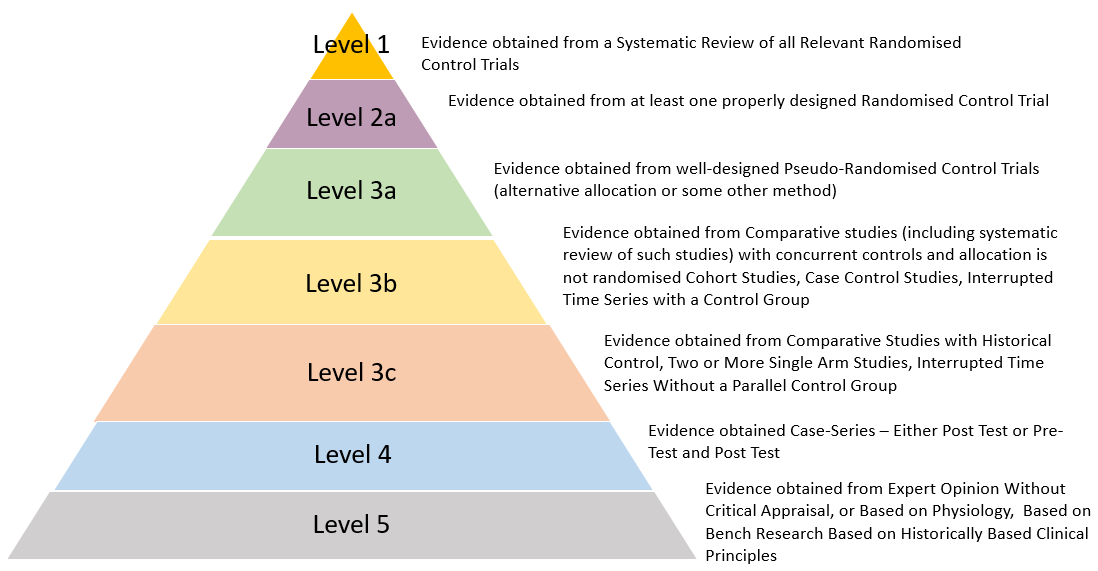 Level 1
Evidence obtained from a Systematic Review of all Relevant Randomised
Control Trials
Level 2a
Evidence obtained from at least one properly designed Randomised Control Trial
Level 3a
Evidence obtained from well-designed Pseudo-Randomised Control Trials
(alternative allocation or some other method)
Level 3b
Evidence obtained from Comparative studies (including systematic
review of such studies) with concurrent controls and allocation is
not randomised Cohort Studies, Case Control Studies, Interrupted
Time Series with a Control Group
Level 3c
Evidence obtained from Comparative Studies with Historical
Control, Two or More Single Arm Studies, Interrupted Time
Series Without a Parallel Control Group
Level 4
Evidence obtained Case-Series – Either Post Test or Pre-
Test and Post Test
Level 5
Evidence obtained from Expert Opinion Without
Critical Appraisal, or Based on Physiology,  Based on
Bench Research Based on Historically Based Clinical
Principles